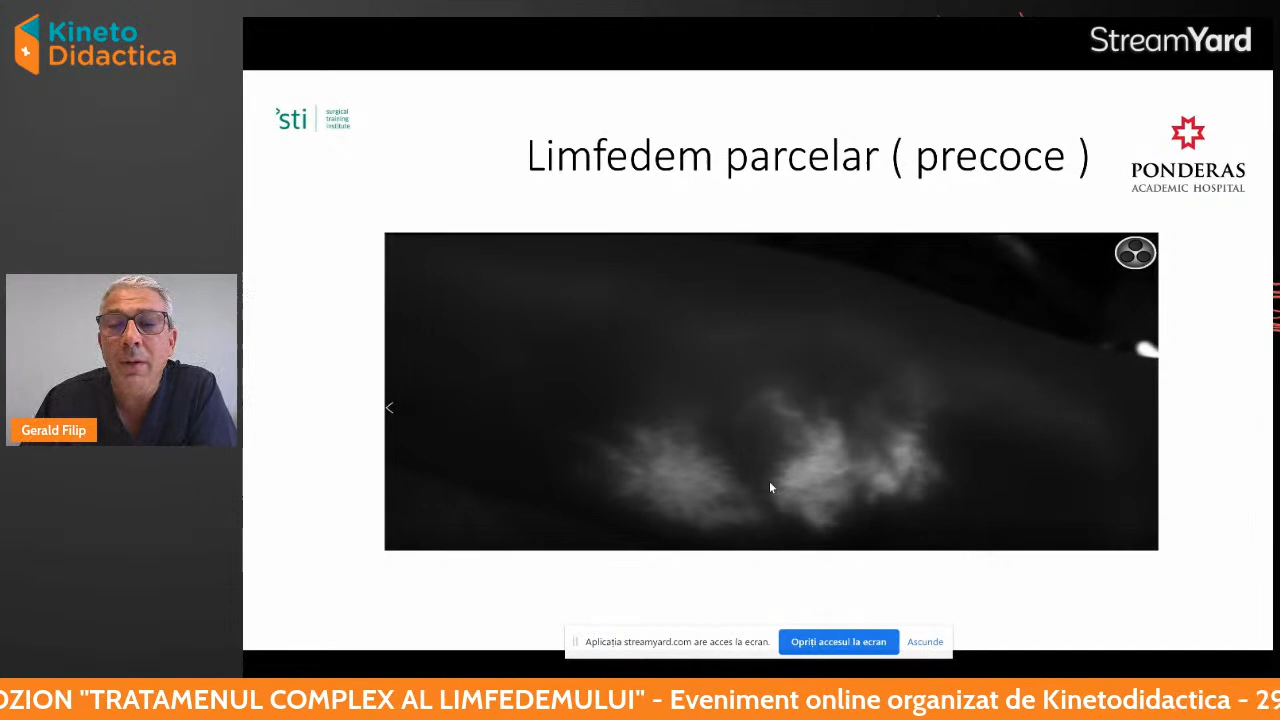 Kineto
Didactica
StreamYard
'sti
surgical
training
institute
Limfedem parcelar ( precoce )
PONDERAS
ACADEMIC HOSPITAL
Gerald Filip
Aplicația streamyard.com are acces la ecran.
Opriți accesul la ecran
Ascunde
OZION "TRATAMENUL COMPLEX AL LIMFEDEMULUI" - Eveniment online organizat de Kinetodidactica - 29